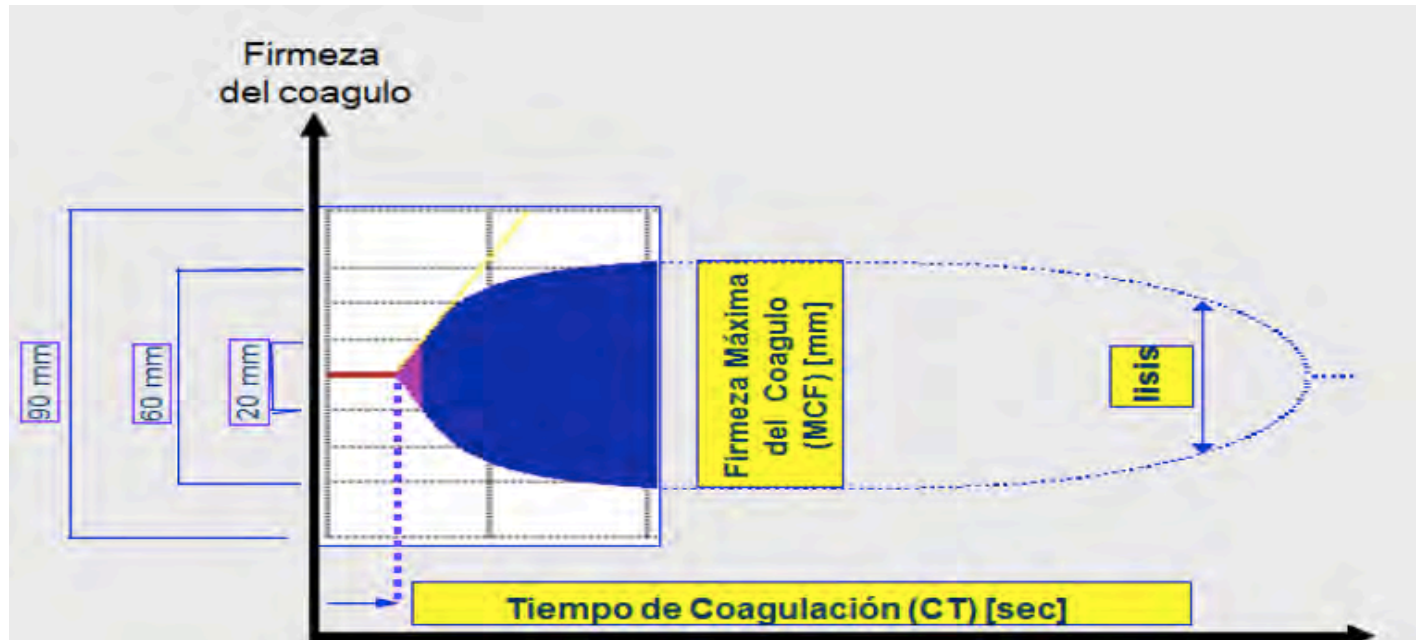 Firmeza
del coagulo
90 mm
60 mm
20 mm
Firmeza Máxima
del Coagulo
(MCF) [mm]
lisis
Tiempo de Coagulación (CT) [sec]